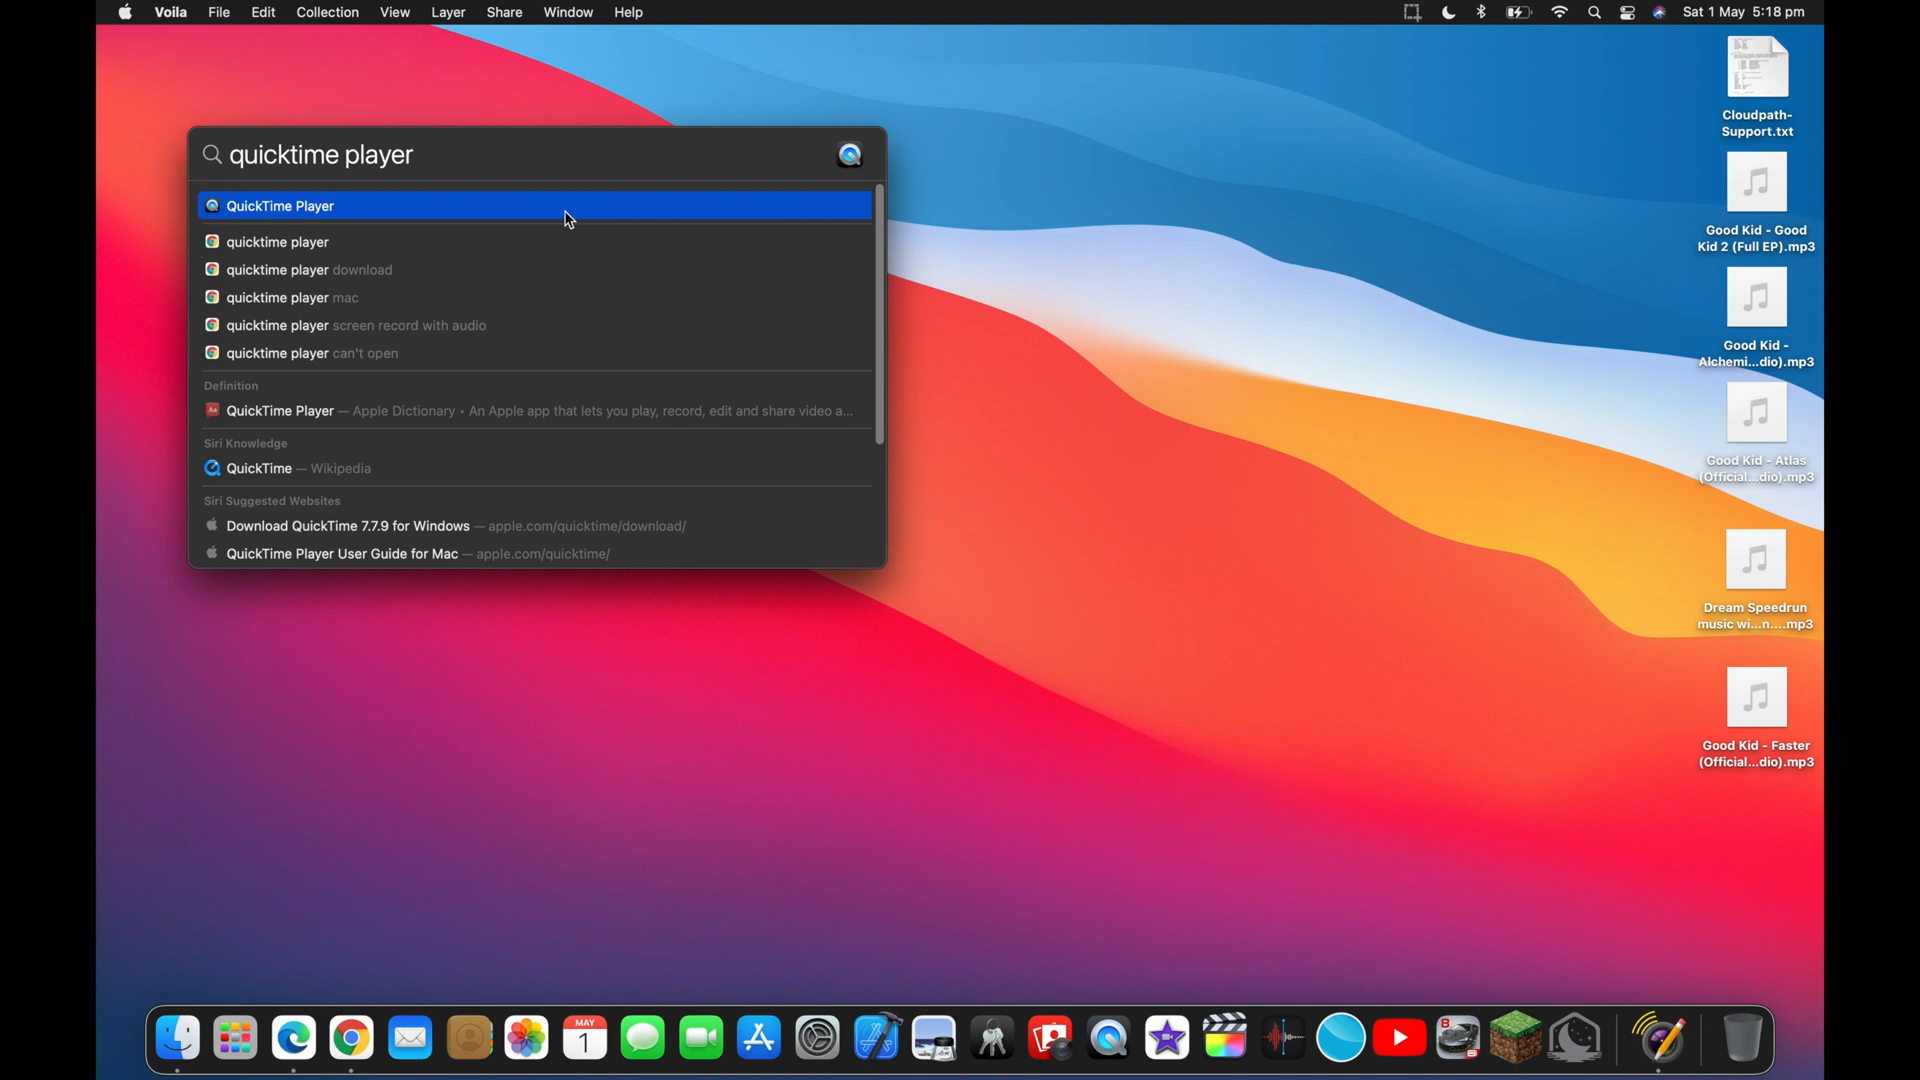 Voila File Edit Collection View Layer Share Window Help
Sat 1 May 5:18 pm
quicktime player
QuickTime Player
quicktime player
quicktime player download
quicktime player mac
quicktime player screen record with audio
quicktime player can't open
Definition
QuickTime Player — Apple Dictionary • An Apple app that lets you play, record, edit and share video a...
Siri Knowledge
QuickTime — Wikipedia
Siri Suggested Websites
Download QuickTime 7.7.9 for Windows — apple.com/quicktime/download/
QuickTime Player User Guide for Mac — apple.com/quicktime/
Cloudpath-
Support.txt
Good Kid - Good
Kid 2 (Full EP).mp3
Good Kid -
Alchemi...dio).mp3
Good Kid - Atlas
(Official...dio).mp3
Dream Speedrun
music wi...n....mp3
Good Kid - Faster
(Official...dio).mp3
MAY
1
8